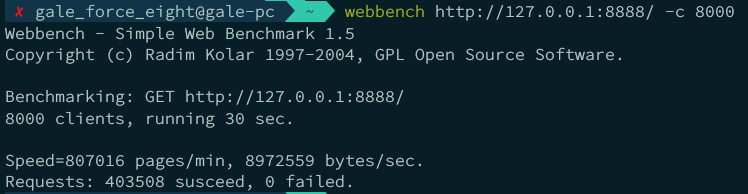 ✗ gale_force_eight@gale-pc ~ webbench http://127.0.0.1:8888/ -c 8000
Webbench - Simple Web Benchmark 1.5
Copyright (c) Radim Kolar 1997-2004, GPL Open Source Software.
Benchmarking: GET http://127.0.0.1:8888/
8000 clients, running 30 sec.
Speed=807016 pages/min, 8972559 bytes/sec.
Requests: 403508 susceed, 0 failed.